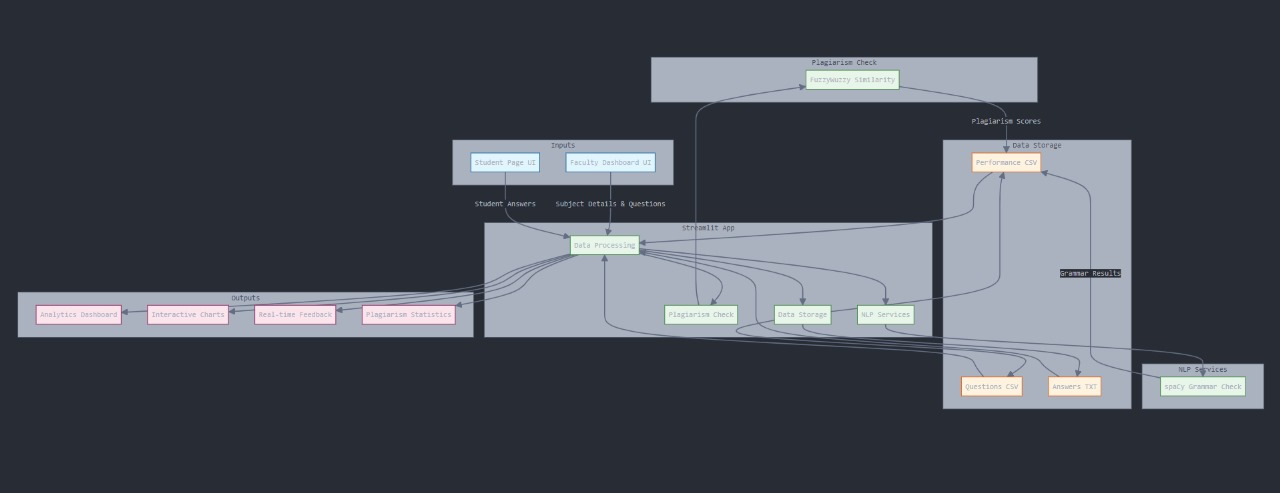 Plagiarism Check
FuzzyWuzzy Similarity
Plagiarism Scores
Inputs
Student Page UI
Faculty Dashboard UI
Data Storage
Performance CSV
Student Answers
Subject Details & Questions
Streamlit App
Data Processing
Grammar Results
Outputs
Analytics Dashboard
Interactive Charts
Real-time Feedback
Plagiarism Statistics
Plagiarism Check
Data Storage
NLP Services
Questions CSV
Answers TXT
NLP Services
spaCy Grammar Check